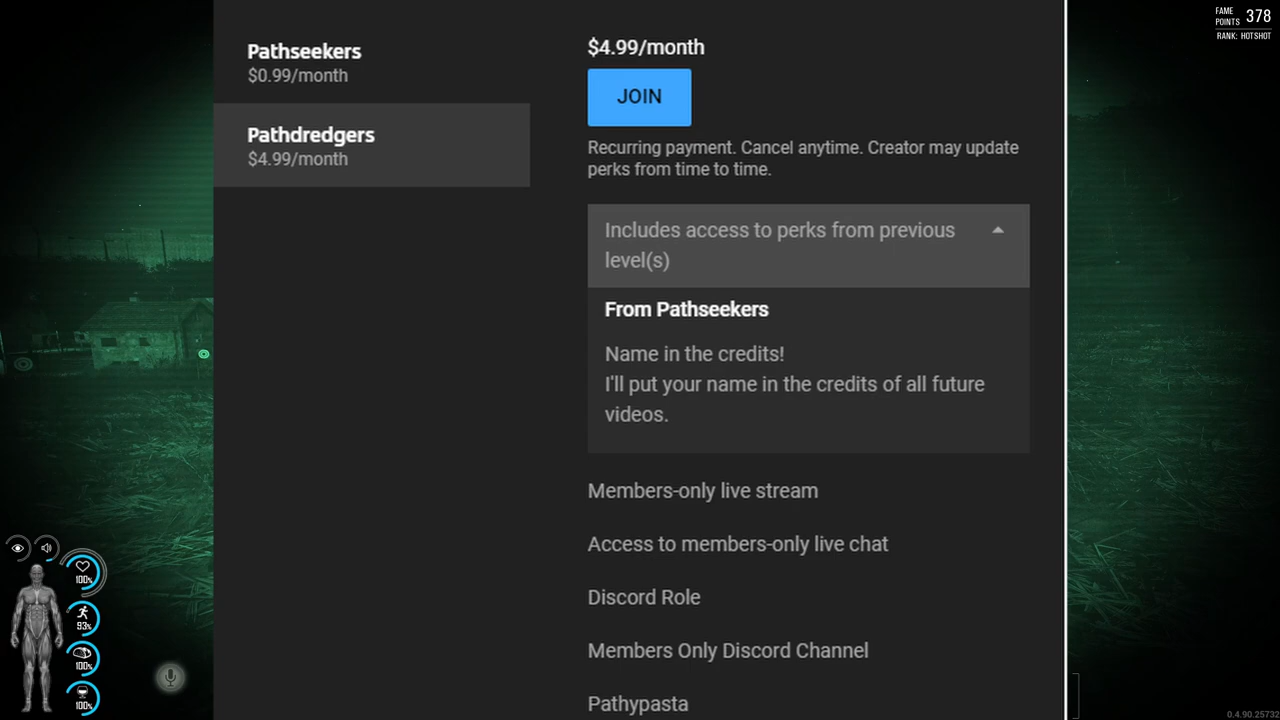 FAME
POINTS 378
RANK: HOTSHOT
Pathseekers
$0.99/month
Pathdredgers
$4.99/month
$4.99/month
JOIN
Recurring payment. Cancel anytime. Creator may update
perks from time to time.
Includes access to perks from previous
level(s)
From Pathseekers
Name in the credits!
I'll put your name in the credits of all future
videos.
Members-only live stream
Access to members-only live chat
Discord Role
Members Only Discord Channel
Pathypasta
100%
93%
100%
100%
0.4.90.25732